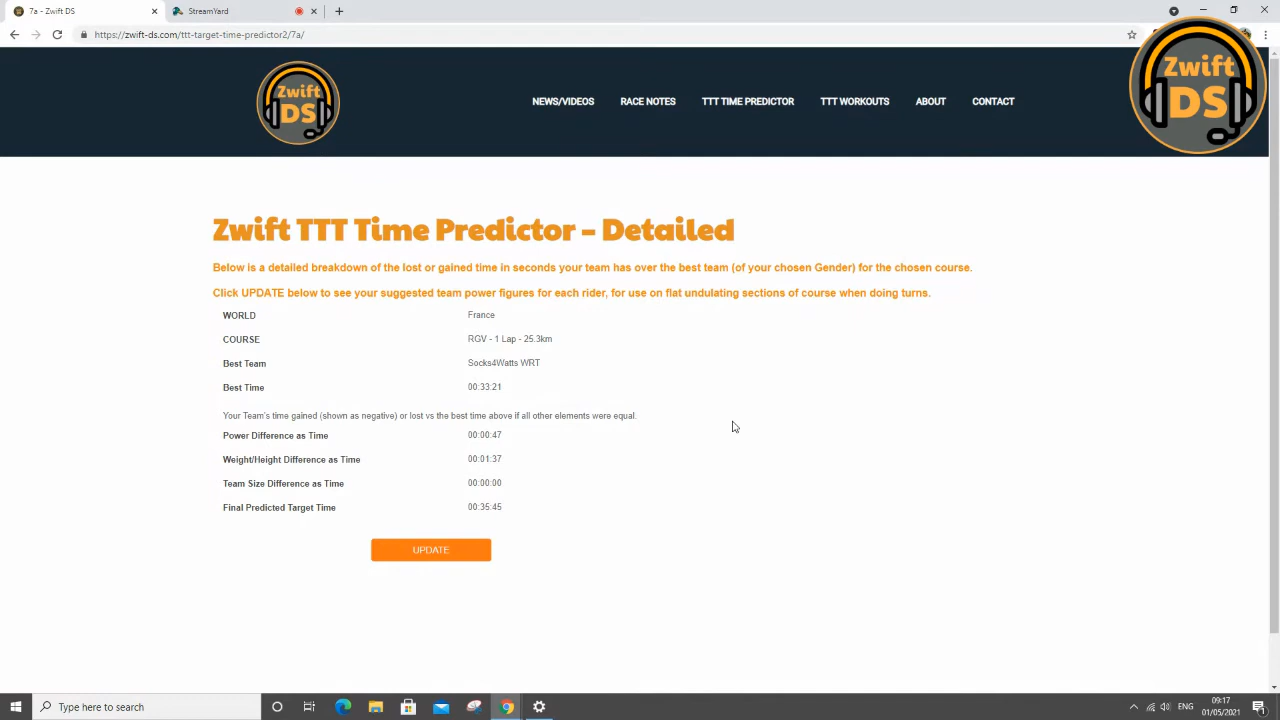 7a - Zwift DS
StreamYard
https://zwift-ds.com/ttt-target-time-predictor2/7a/
Zwift
DS
NEWS/VIDEOS
RACE NOTES
TTT TIME PREDICTOR
TTT WORKOUTS
ABOUT
CONTACT
Zwift
DS
Zwift TTT Time Predictor – Detailed
Below is a detailed breakdown of the lost or gained time in seconds your team has over the best team (of your chosen Gender) for the chosen course.
Click UPDATE below to see your suggested team power figures for each rider, for use on flat undulating sections of course when doing turns.
WORLD France
COURSE RGV - 1 Lap - 25.3km
Best Team Socks4Watts WRT
Best Time 00:33:21
Your Team's time gained (shown as negative) or lost vs the best time above if all other elements were equal.
Power Difference as Time 00:00:47
Weight/Height Difference as Time 00:01:37
Team Size Difference as Time 00:00:00
Final Predicted Target Time 00:35:45
UPDATE
Type here to search
ENG
09:17
01/05/2021
1